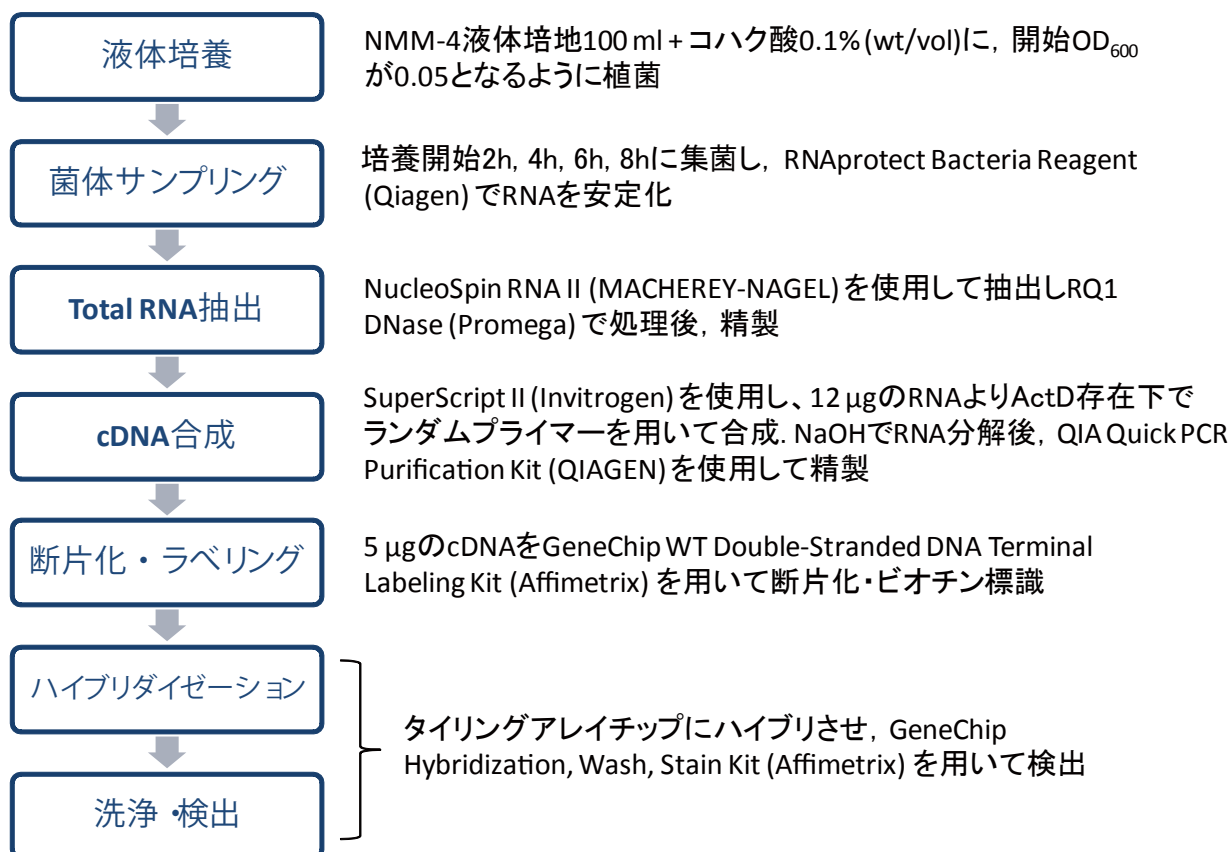 液体培養
NMM-4液体培地100 ml + コハク酸0.1% (wt/vol)に, 開始OD600
が0.05となるように植菌
菌体サンプリング
培養開始2h, 4h, 6h, 8hに集菌し, RNAprotect Bacteria Reagent
(Qiagen) でRNAを安定化
Total RNA抽出
NucleoSpin RNA II (MACHEREY-NAGEL) を使用して抽出しRQ1
DNase (Promega) で処理後, 精製
cDNA合成
SuperScript II (Invitrogen) を使用し、12 μgのRNAよりActD存在下で
ランダムプライマーを用いて合成. NaOHでRNA分解後, QIA Quick PCR
Purification Kit (QIAGEN) を使用して精製
断片化・ラベリング
5 μgのcDNAをGeneChip WT Double-Stranded DNA Terminal
Labeling Kit (Affimetrix) を用いて断片化・ビオチン標識
ハイブリダイゼーション
タイリングアレイチップにハイブリさせ, GeneChip
Hybridization, Wash, Stain Kit (Affimetrix) を用いて検出
洗浄・検出